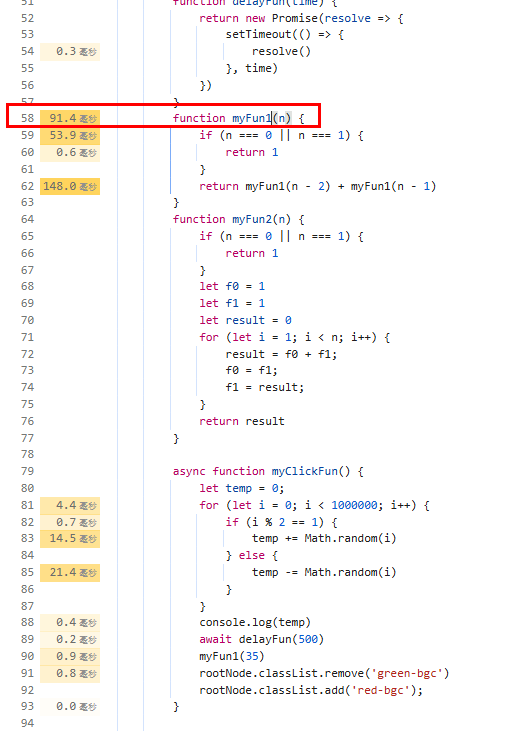 51 function delayFun(time) {
52 return new Promise(resolve => {
53 setTimeout(() => {
54 0.3 毫秒 resolve()
55 }, time)
56 })
57 }
58 91.4 毫秒 function myFun1(n) {
59 53.9 毫秒 if (n === 0 || n === 1) {
60 0.6 毫秒 return 1
61 }
62 148.0 毫秒 return myFun1(n - 2) + myFun1(n - 1)
63 }
64 function myFun2(n) {
65 if (n === 0 || n === 1) {
66 return 1
67 }
68 let f0 = 1
69 let f1 = 1
70 let result = 0
71 for (let i = 1; i < n; i++) {
72 result = f0 + f1;
73 f0 = f1;
74 f1 = result;
75 }
76 return result
77 }
78
79 async function myClickFun() {
80 let temp = 0;
81 4.4 毫秒 for (let i = 0; i < 1000000; i++) {
82 0.7 毫秒 if (i % 2 == 1) {
83 14.5 毫秒 temp += Math.random(i)
84 } else {
85 21.4 毫秒 temp -= Math.random(i)
86 }
87 }
88 0.4 毫秒 console.log(temp)
89 0.2 毫秒 await delayFun(500)
90 0.9 毫秒 myFun1(35)
91 0.8 毫秒 rootNode.classList.remove('green-bgc')
92 rootNode.classList.add('red-bgc');
93 0.0 毫秒 }
94